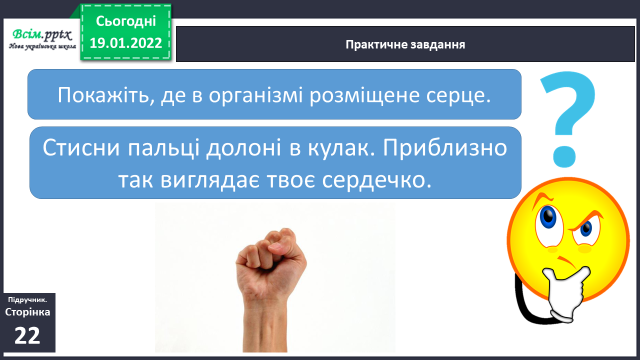 Всім.pptx
Нова українська школа
Сьогодні
19.01.2022
Практичне завдання
Покажіть, де в організмі розміщене серце.
Стисни пальці долоні в кулак. Приблизно
так виглядає твоє сердечко.
?
Підручник.
Сторінка
22